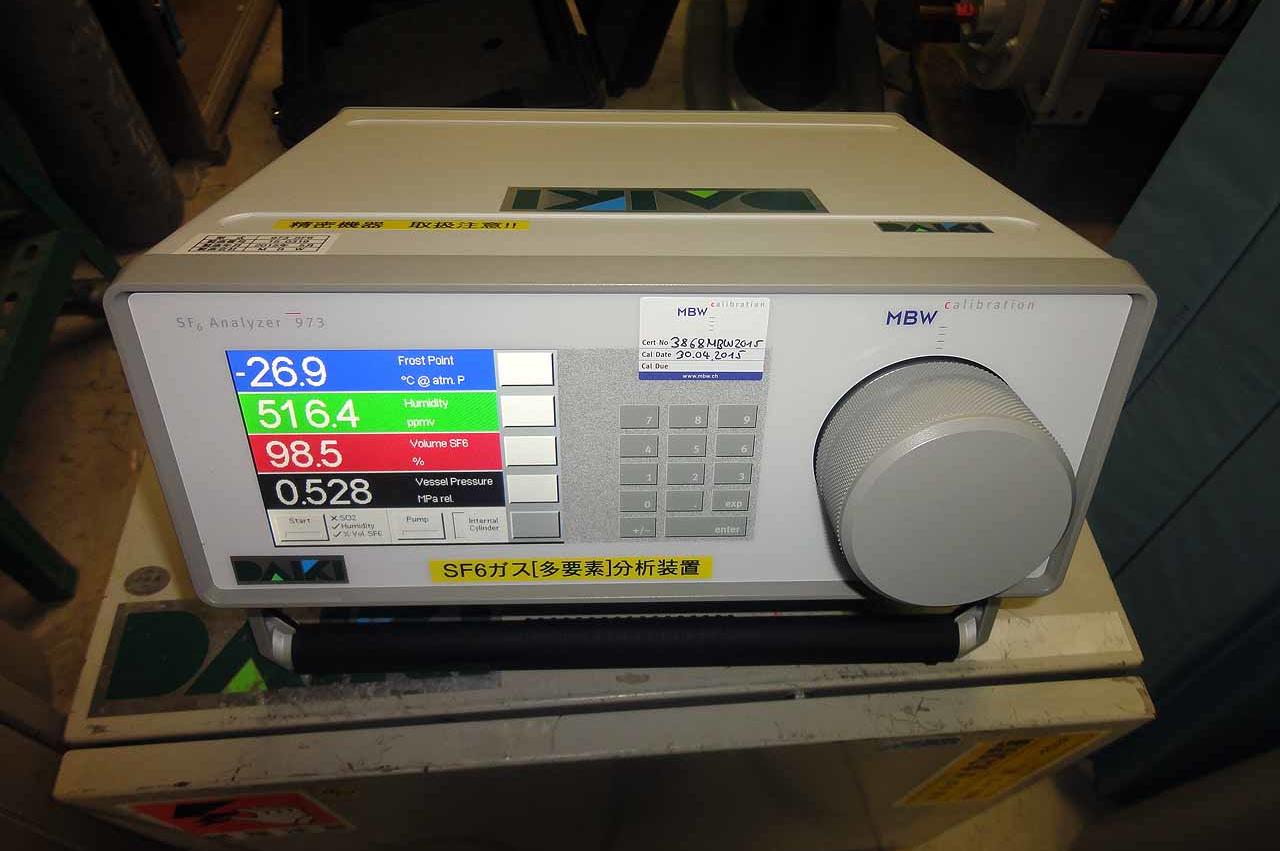 DAIKI
精密機器 取扱注意!!
DAIKI
SF6 Analyzer 973
calibration
MBW
Cert No 3868MBW2015
Cal Date 30.04.2015
Cal Due
www.mbw.ch
calibration
MBW
-26.9 Frost Point
°C @ atm. P
516.4 Humidity
ppmv
98.5 Volume SF6
%
0.528 Vessel Pressure
MPa rel.
Start
✗ SO2
✓ Humidity
✓ % Vol. SF6
Pump
Internal
Cylinder
7 8 9
4 5 6
1 2 3
0 . exp
+/- enter
DAIKI
SF6ガス[多要素]分析装置